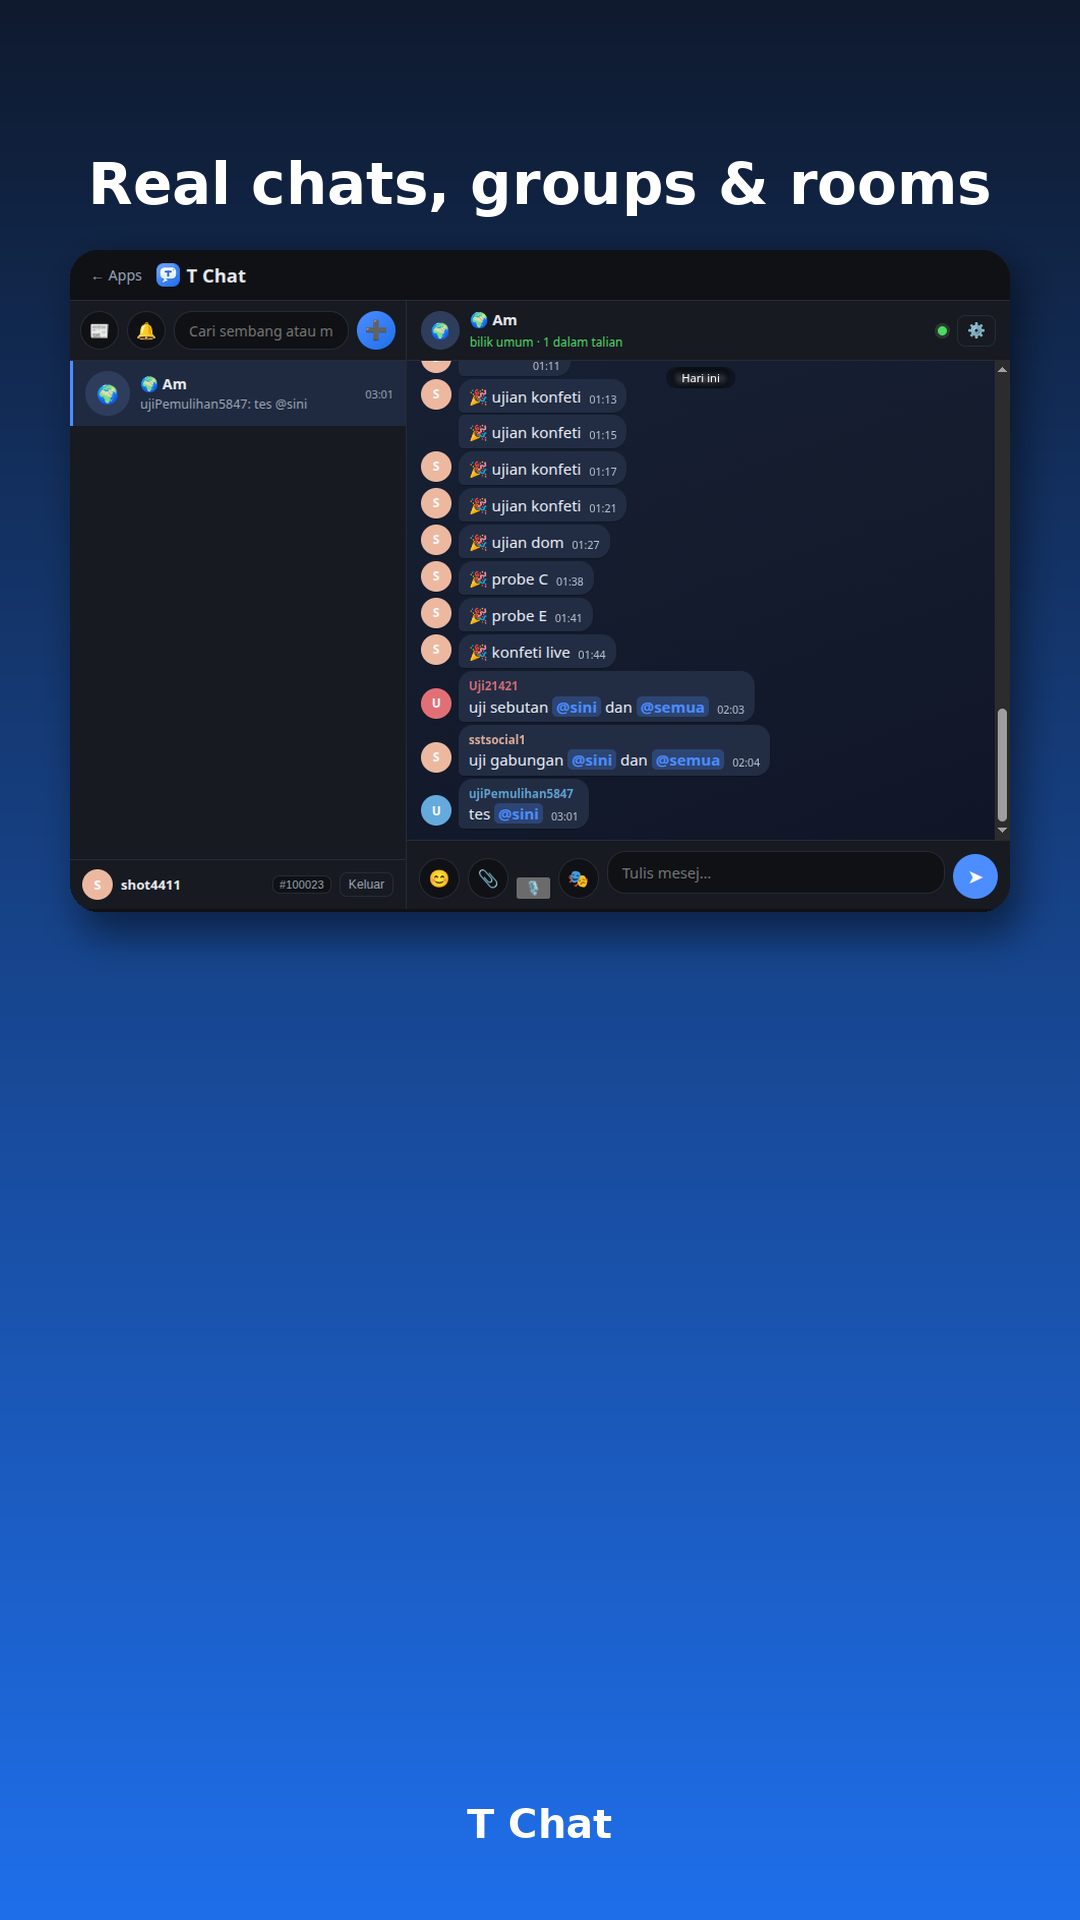 Real chats, groups & rooms
← Apps T Chat
Cari sembang atau m
🌍 Am
ujiPemulihan5847: tes @sini
03:01
S shot4411 #100023 Keluar
🌍 Am
bilik umum · 1 dalam talian
Hari ini
01:11
S 🎉 ujian konfeti 01:13
🎉 ujian konfeti 01:15
S 🎉 ujian konfeti 01:17
S 🎉 ujian konfeti 01:21
S 🎉 ujian dom 01:27
S 🎉 probe C 01:38
S 🎉 probe E 01:41
S 🎉 konfeti live 01:44
Uji21421
U uji sebutan @sini dan @semua 02:03
sstsocial1
S uji gabungan @sini dan @semua 02:04
ujiPemulihan5847
U tes @sini 03:01
Tulis mesej...
T Chat